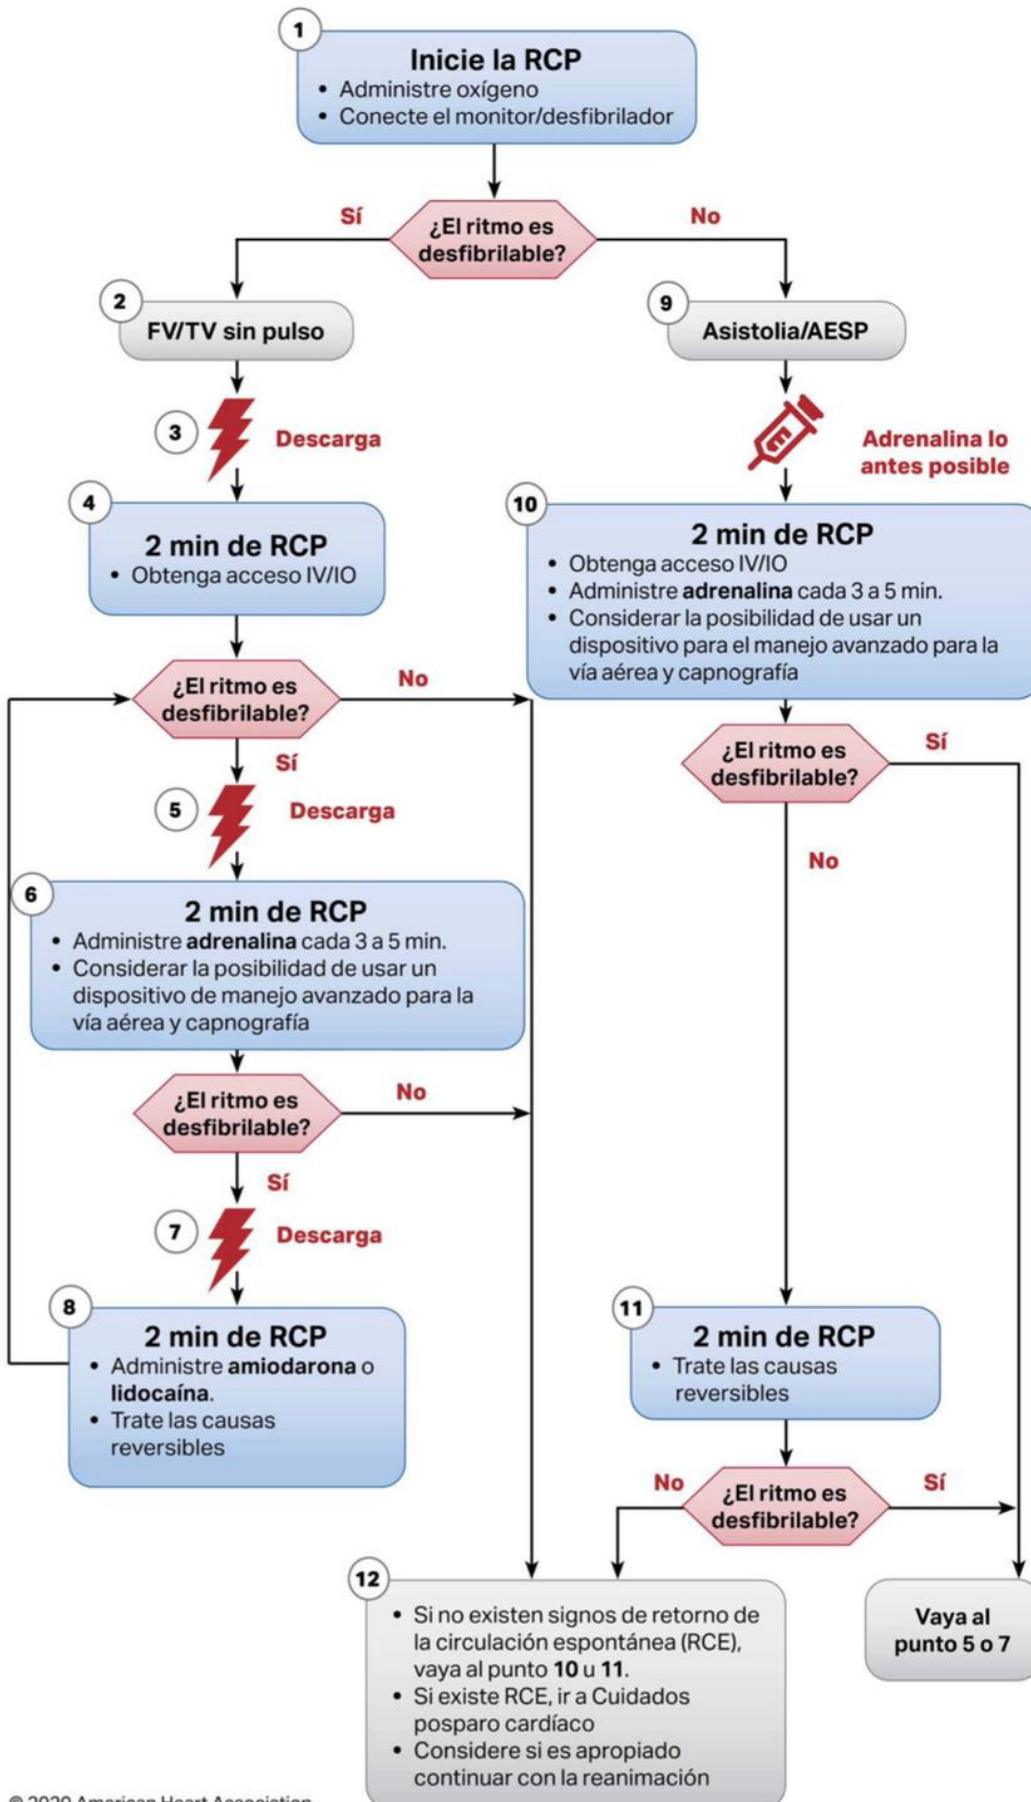 1
Inicie la RCP
• Administre oxígeno
• Conecte el monitor/desfibrilador
Sí
¿El ritmo es
desfibrilable?
No
2
FV/TV sin pulso
9
Asistolia/AESP
3
Descarga
Adrenalina lo
antes posible
4
2 min de RCP
• Obtenga acceso IV/IO
10
2 min de RCP
• Obtenga acceso IV/IO
• Administre adrenalina cada 3 a 5 min.
• Considerar la posibilidad de usar un
dispositivo para el manejo avanzado para la
vía aérea y capnografía
¿El ritmo es
desfibrilable?
No
Sí
¿El ritmo es
desfibrilable?
Sí
No
5
Descarga
6
2 min de RCP
• Administre adrenalina cada 3 a 5 min.
• Considerar la posibilidad de usar un
dispositivo de manejo avanzado para la
vía aérea y capnografía
¿El ritmo es
desfibrilable?
No
Sí
7
Descarga
8
2 min de RCP
• Administre amiodarona o
lidocaína.
• Trate las causas
reversibles
11
2 min de RCP
• Trate las causas
reversibles
No
¿El ritmo es
desfibrilable?
Sí
12
• Si no existen signos de retorno de
la circulación espontánea (RCE),
vaya al punto 10 u 11.
• Si existe RCE, ir a Cuidados
posparo cardíaco
• Considere si es apropiado
continuar con la reanimación
Vaya al
punto 5 o 7
© 2020 American Heart Association